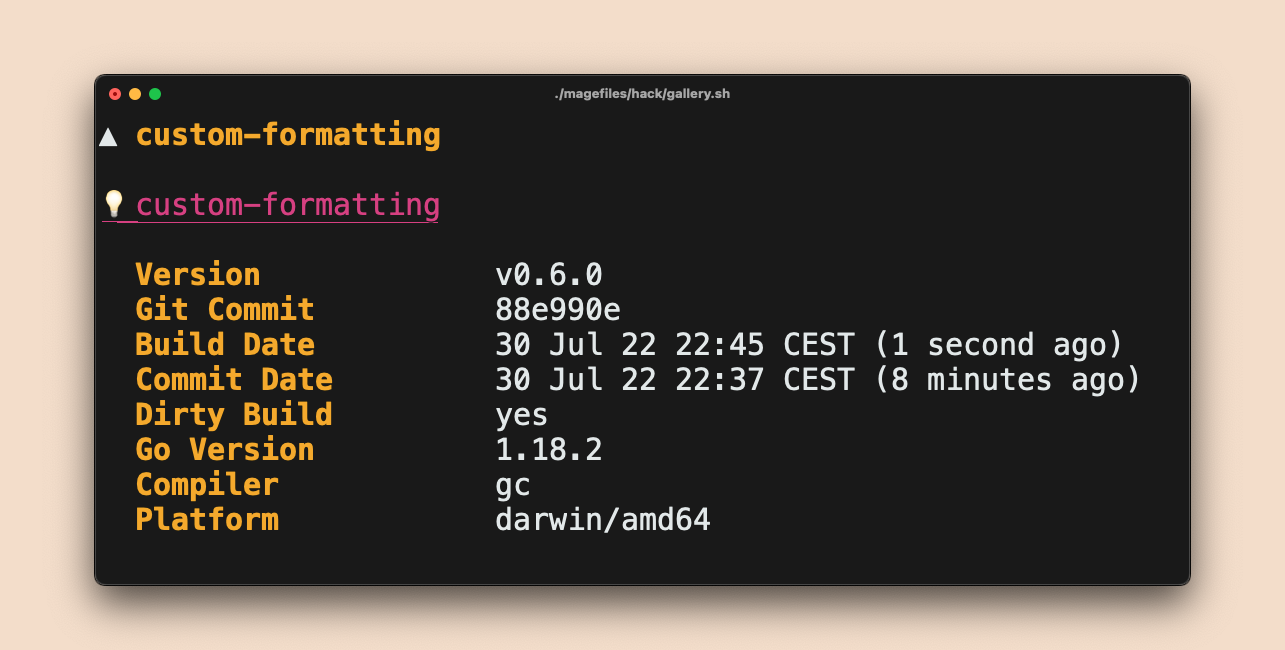 ./magefiles/hack/gallery.sh
▲ custom-formatting
💡 custom-formatting
Version v0.6.0
Git Commit 88e990e
Build Date 30 Jul 22 22:45 CEST (1 second ago)
Commit Date 30 Jul 22 22:37 CEST (8 minutes ago)
Dirty Build yes
Go Version 1.18.2
Compiler gc
Platform darwin/amd64